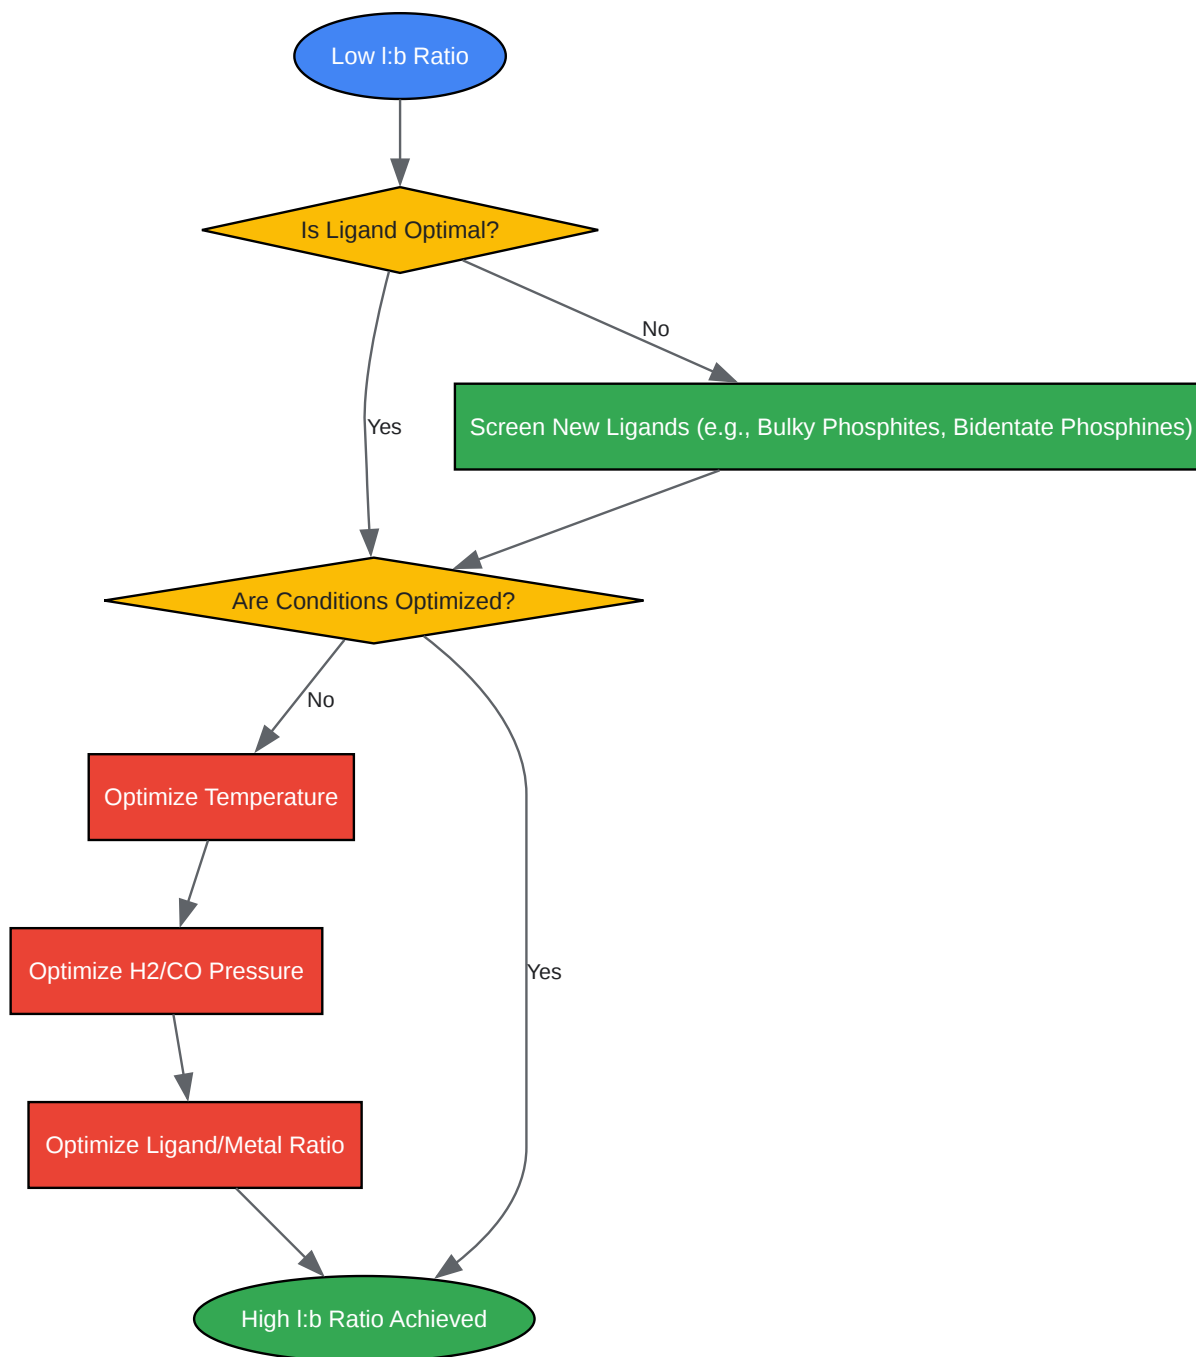 Low l:b Ratio
Is Ligand Optimal?
No
Yes
Screen New Ligands (e.g., Bulky Phosphites, Bidentate Phosphines)
Are Conditions Optimized?
No
Optimize Temperature
Optimize H2/CO Pressure
Yes
Optimize Ligand/Metal Ratio
High l:b Ratio Achieved